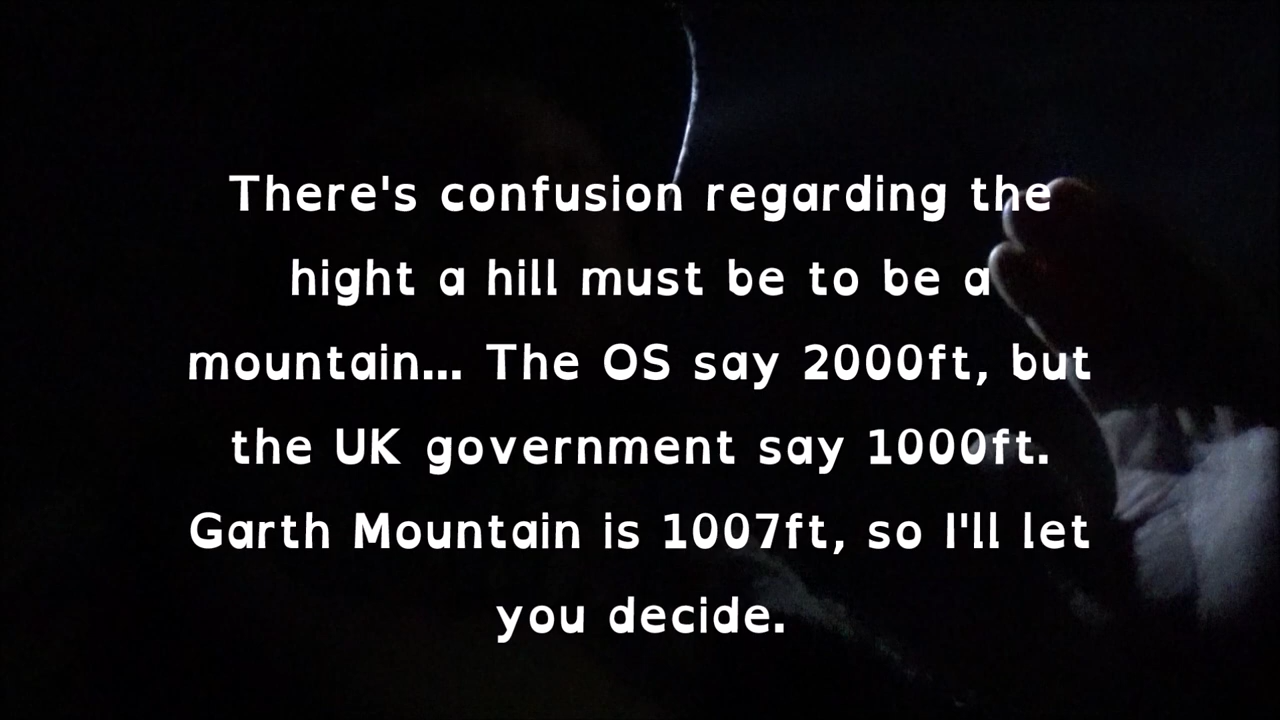 There's confusion regarding the
hight a hill must be to be a
mountain... The OS say 2000ft, but
the UK government say 1000ft.
Garth Mountain is 1007ft, so I'll let
you decide.